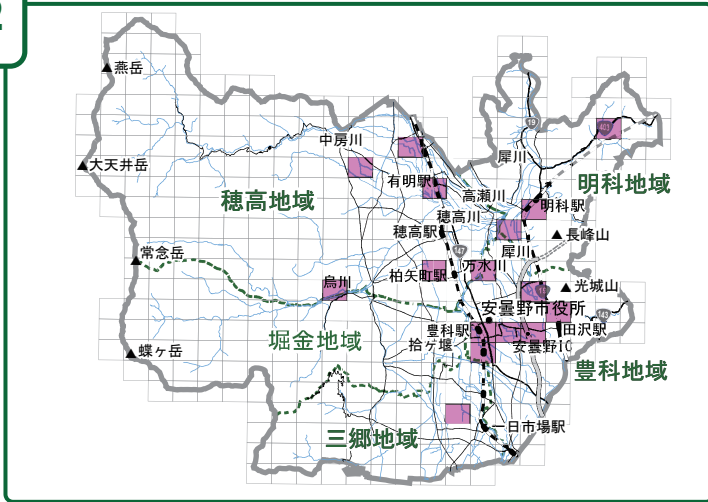 2
燕岳
19
403
中房川
犀川
大天井岳
有明駅
明科地域
高瀬川
穂高地域
明科駅
穂高川
穂高駅
長峰山
147
犀川
常念岳
万水川
柏矢町駅
烏川
光城山
安曇野市役所
143
豊科駅
田沢駅
堀金地域
拾ケ堰
安曇野IC
蝶ヶ岳
豊科地域
三郷地域
一日市場駅